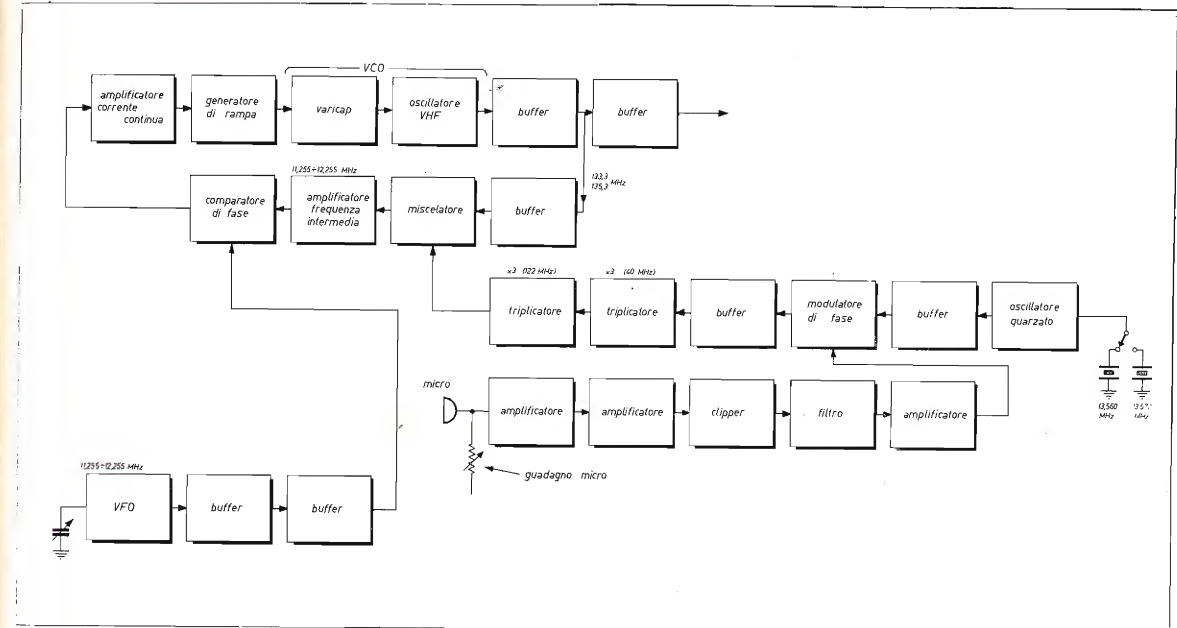 VCO
amplificatore
corrente
continua
generatore
di rampa
varicap
oscillatore
VHF
buffer
buffer
133,3
135,3 MHz
11,255÷12,255 MHz
comparatore
di fase
amplificatore
frequenza
intermedia
miscelatore
buffer
×3 (122 MHz)
×3 (40 MHz)
triplicatore
triplicatore
buffer
modulatore
di fase
buffer
oscillatore
quarzato
13,560
MHz
MHz
micro
amplificatore
amplificatore
clipper
filtro
amplificatore
guadagno micro
11,255÷12,255 MHz
VFO
buffer
buffer